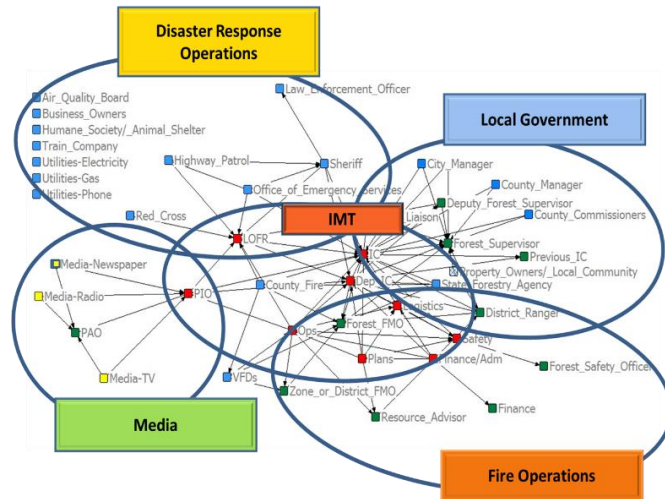 Disaster Response
Operations
Law_Enforcement_Officer
Air_Quality_Board
Business_Owners
Humane_Society/_Animal_Shelter
Train_Company
Utilities-Electricity
Utilities-Gas
Utilities-Phone
Highway_Patrol
Sheriff
Office_of_Emergency_Services
Red_Cross
LOFR
Local Government
City_Manager
County_Manager
Deputy_Forest_Supervisor
Liaison
County_Commissioners
IMT
IC
Forest_Supervisor
Previous_IC
Property_Owners/_Local_Community
State_Forestry_Agency
Media-Newspaper
Media-Radio
PIO
PAO
Media-TV
Media
County_Fire
Dep_IC
Logistics
District_Ranger
Ops
Forest_FMO
Safety
Plans
Finance/Adm
Forest_Safety_Officer
VFDs
Zone_or_District_FMO
Resource_Advisor
Finance
Fire Operations